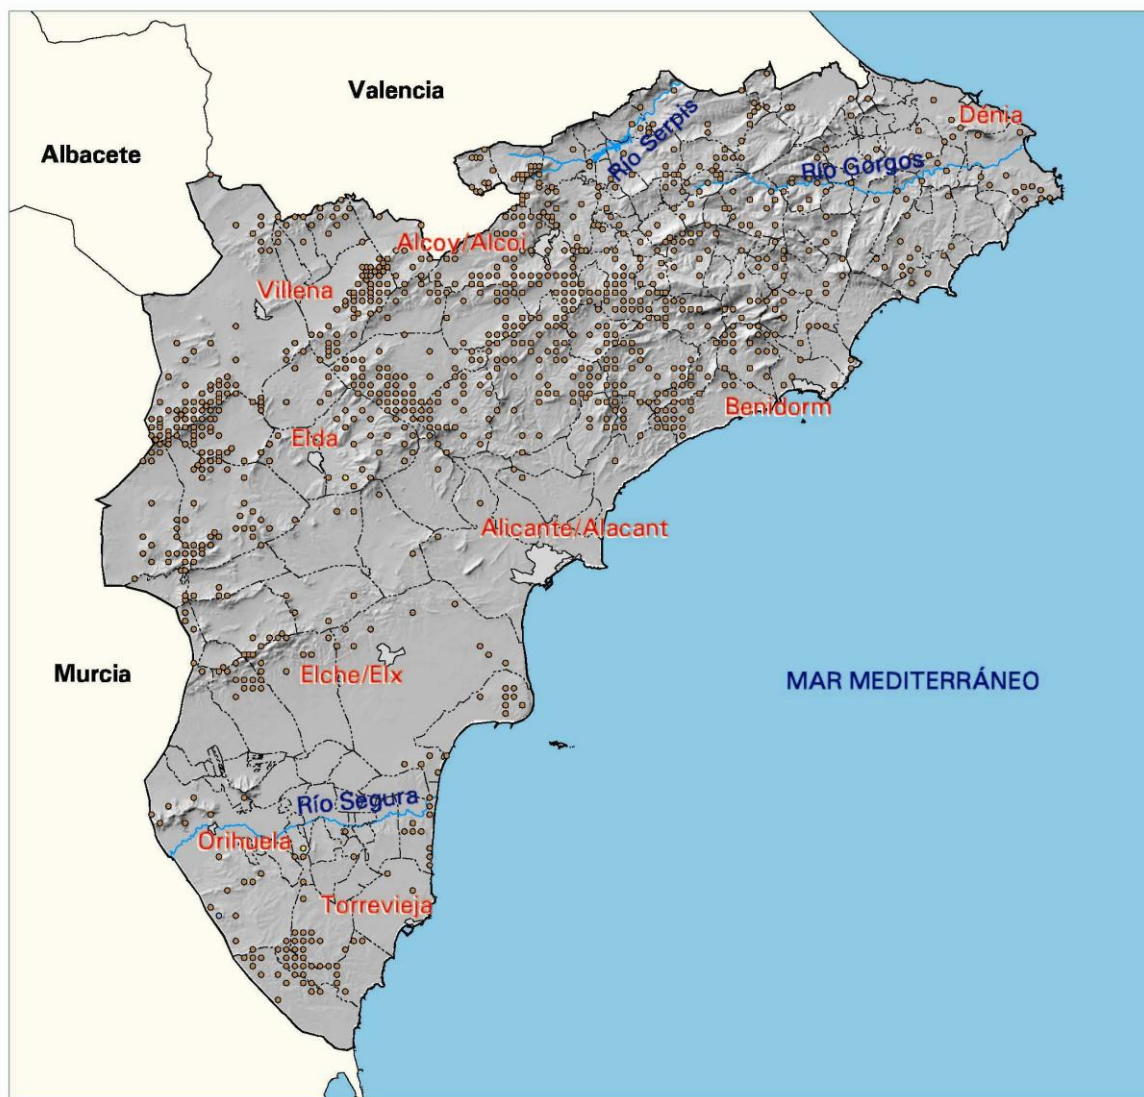 Valencia
Albacete
Dénia
Río Serpis
Río Gorgos
Alcoy/Alcoi
Villena
Benidorm
Elda
Alicante/Alacant
Murcia
Elche/Elx
MAR MEDITERRÁNEO
Río Segura
Orihuela
Torrevieja